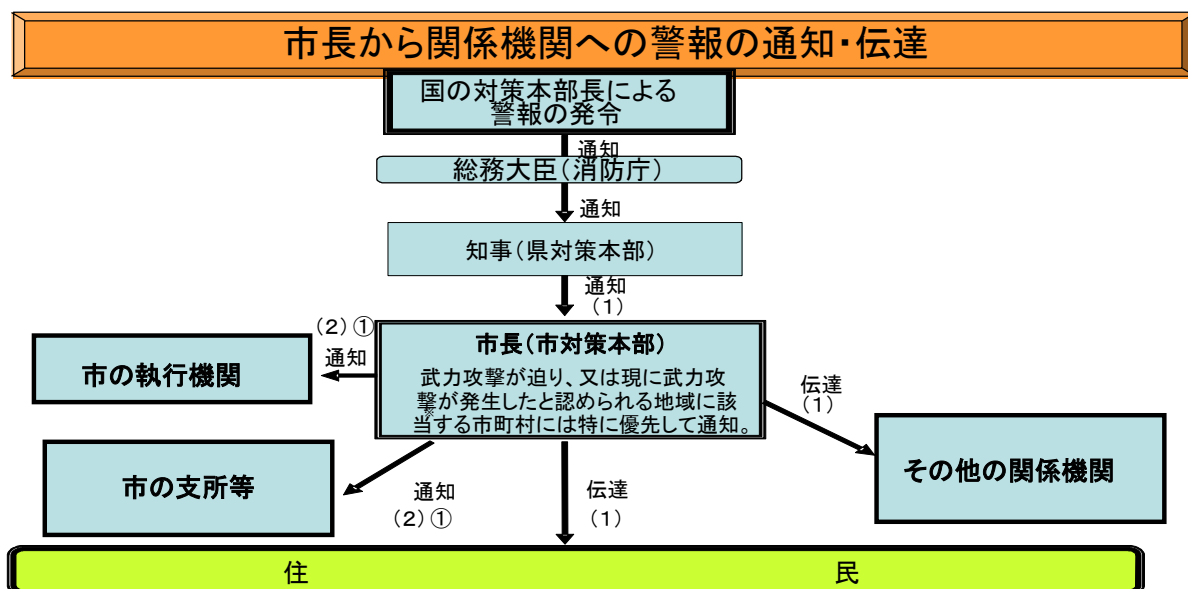 市長から関係機関への警報の通知・伝達
国の対策本部長による
警報の発令
通知
総務大臣（消防庁）
通知
知事（県対策本部）
通知
（1）
市長（市対策本部）
武力攻撃が迫り、又は現に武力攻
撃が発生したと認められる地域に該
※
当する市町村には特に優先して通知。
（2）①
通知
市の執行機関
伝達
（1）
その他の関係機関
市の支所等
通知
（2）①
伝達
（1）
住 民